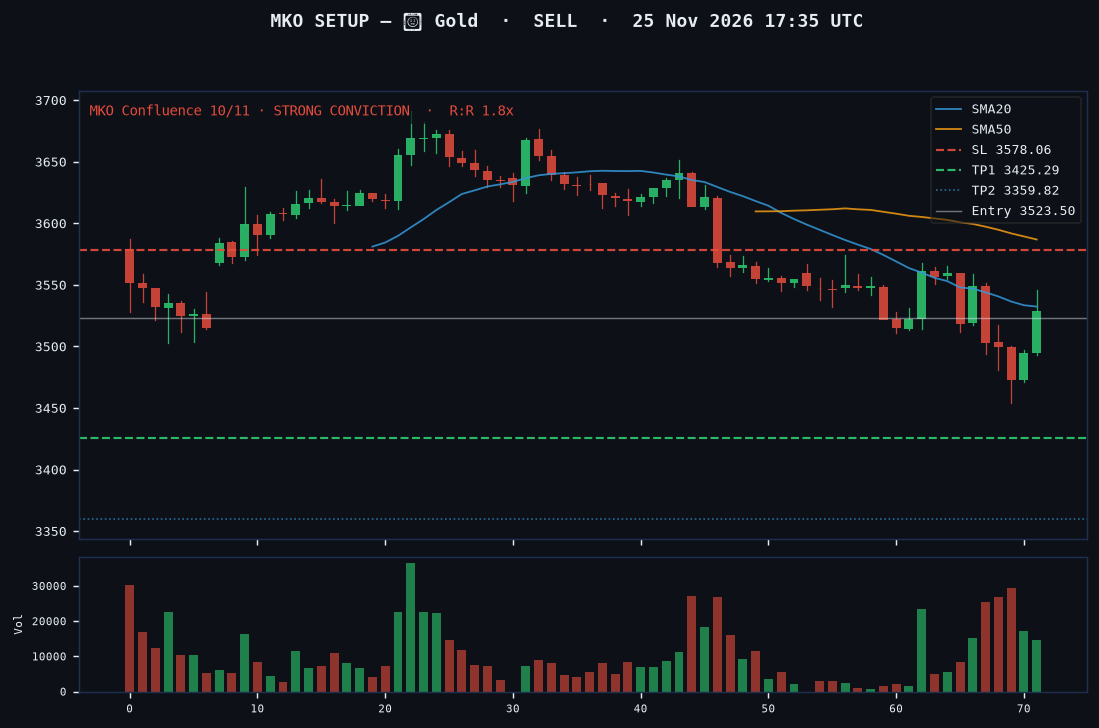 MKO SETUP — Gold · SELL · 25 Nov 2026 17:35 UTC
MKO Confluence 10/11 · STRONG CONVICTION · R:R 1.8x
SMA20
SMA50
SL 3578.06
TP1 3425.29
TP2 3359.82
Entry 3523.50
3700
3650
3600
3550
3500
3450
3400
3350
Vol
30000
20000
10000
0
0 10 20 30 40 50 60 70